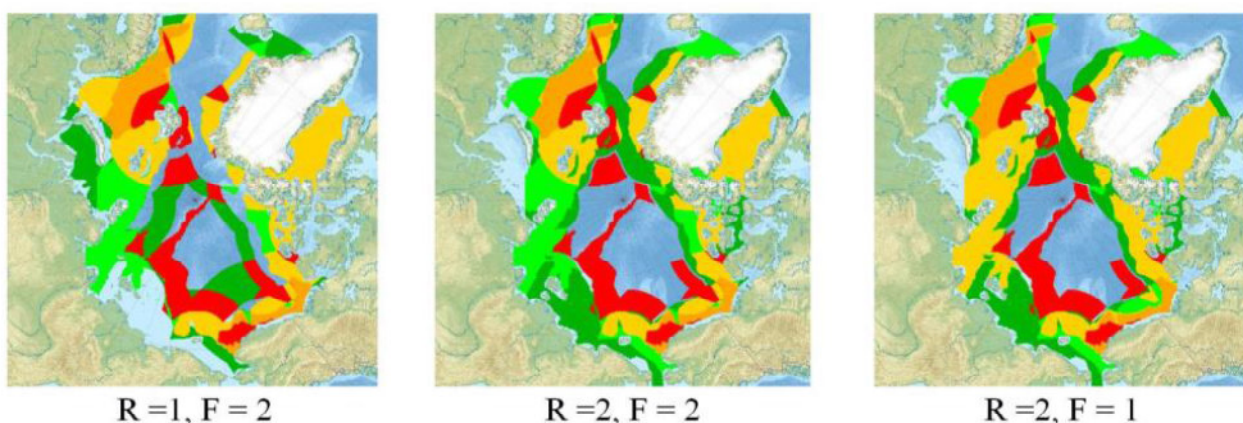 R =1, F = 2
R =2, F = 2
R =2, F = 1